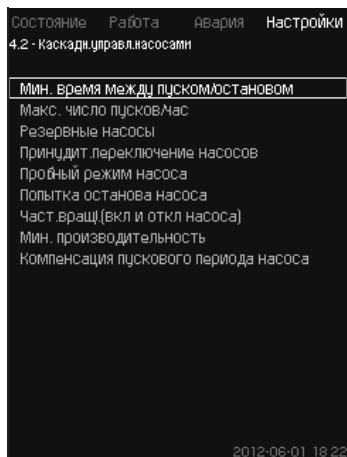 Состояние Работа Авария Настройки
4.2 - Каскадн.управл.насосами
Мин. время между пуском/остановом
Макс. число пусков/час
Резервные насосы
Принудит.переключение насосов
Пробный режим насоса
Попытка останова насоса
Част.вращ.(вкл и откл насоса)
Мин. производительность
Компенсация пускового периода насоса
2012-06-01 18:22